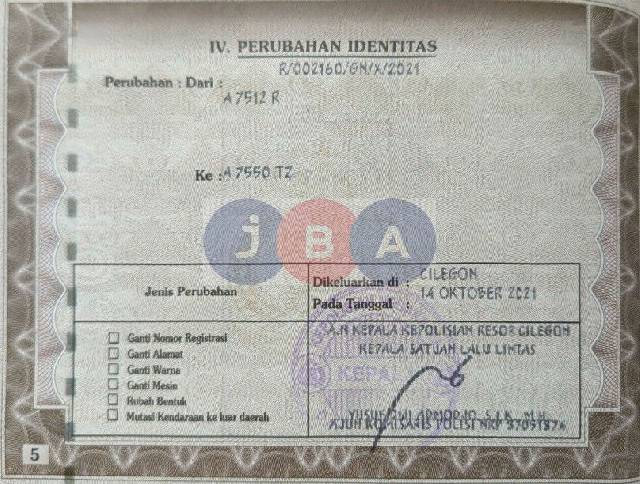 IV. PERUBAHAN IDENTITAS
R/002160/GN/X/2021
Perubahan : Dari :
A 7512 R
Ke : A 7550 TZ
JBA
Jenis Perubahan
Dikeluarkan di : CILEGON
Pada Tanggal : 14 OKTOBER 2021
A.N KEPALA KEPOLISIAN RESOR CILEGON
KEPALA SATUAN LALU LINTAS
Ganti Nomor Registrasi
Ganti Alamat
Ganti Warna
Ganti Mesin
Rubah Bentuk
Mutasi Kendaraan ke luar daerah
KEPAL
S.I.K., M.H.
AJUN KOMISARIS POLISI NRP
5